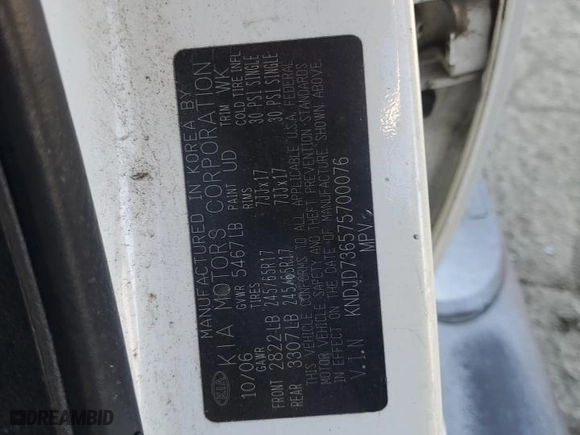 MANUFACTURED IN KOREA BY
KIA KIA MOTORS CORPORATION
10/06 GVWR 5467LB PAINT UD TRIM WK
GAWR TIRES RIMS COLD TIRE INFL
FRONT 2822LB 245/65R17 7JJx17 30 PSI SINGLE
REAR 3307LB 245/65R17 7JJx17 30 PSI SINGLE
THIS VEHICLE CONFORMS TO ALL APPLICABLE U.S.A. FEDERAL
MOTOR VEHICLE SAFETY AND THEFT PREVENTION STANDARDS
IN EFFECT ON THE DATE OF MANUFACTURE SHOWN ABOVE.
V.I.N KNDJD736575700076
MPV
DREAMBID